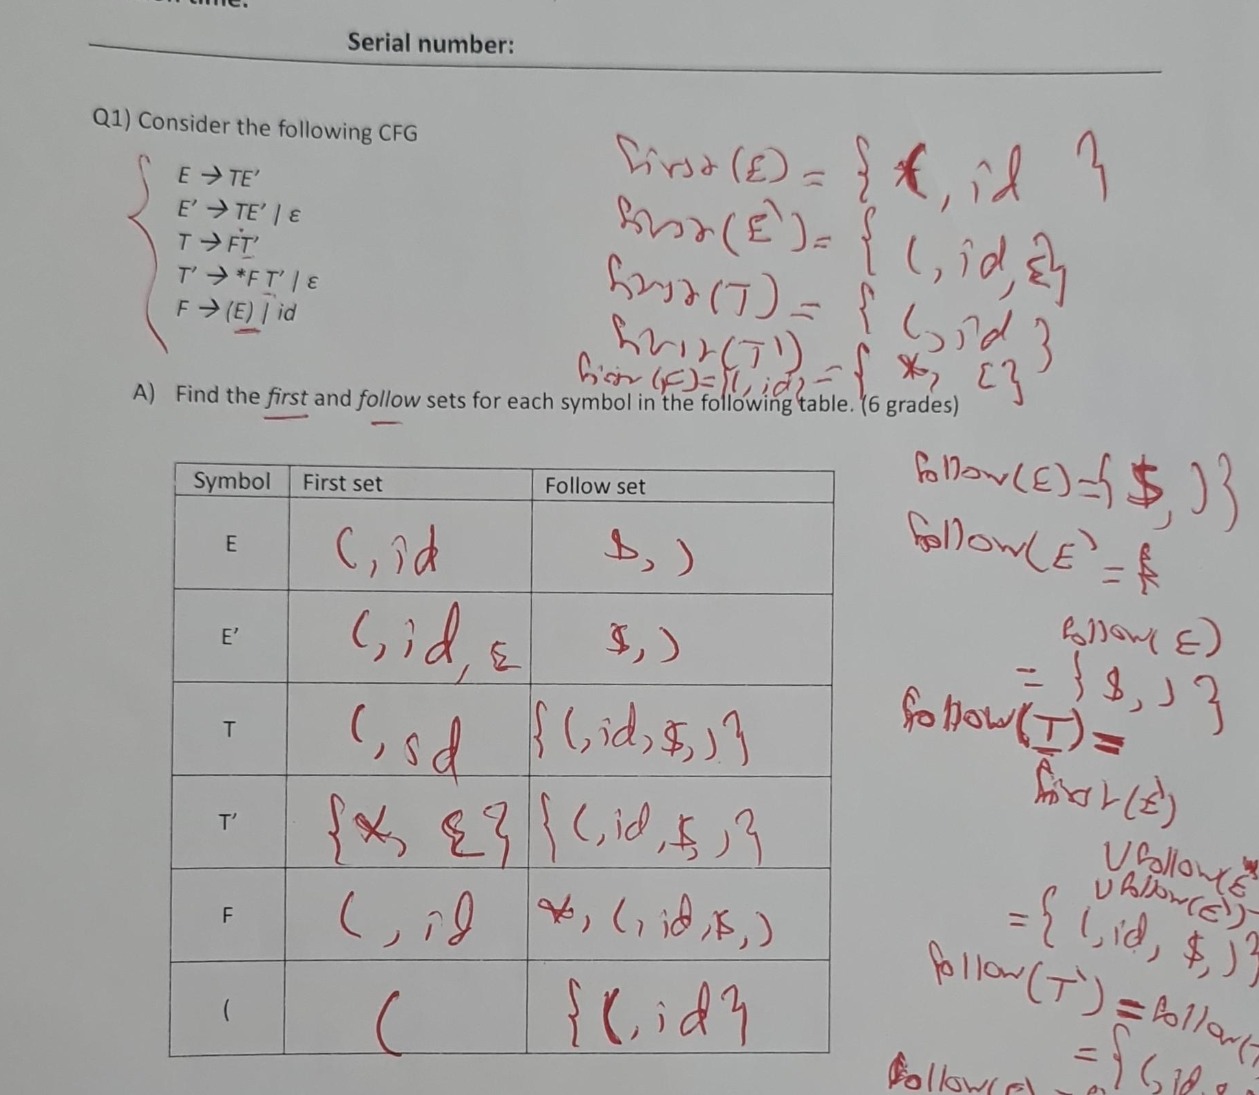 time.
Serial number:
Q1) Consider the following CFG
E → TE'
E' → TE' | ε
T → FT'
T' → *F T' | ε
F → (E) | id
First(E) = { (, id }
First(E') = { (, id, ε}
First(T) = { (, id }
First(T') = { *, ε}
First(F) = {(, id}
A) Find the first and follow sets for each symbol in the following table. (6 grades)
Symbol First set Follow set
E (, id $, )
E' (, id, ε $, )
T (, id {(, id, $, )}
T' {*, ε} {(, id, $, )}
F (, id *, (, id, $, )
( ( {(, id}
Follow(E) = { $, )}
Follow(E' =
Follow(E)
= { $, ) }
Follow(T) =
First(E')
U Follow(E
U Follow(E')
= { (, id, $, )}
Follow(T') = Follow(T
= { (, id,
Follow(